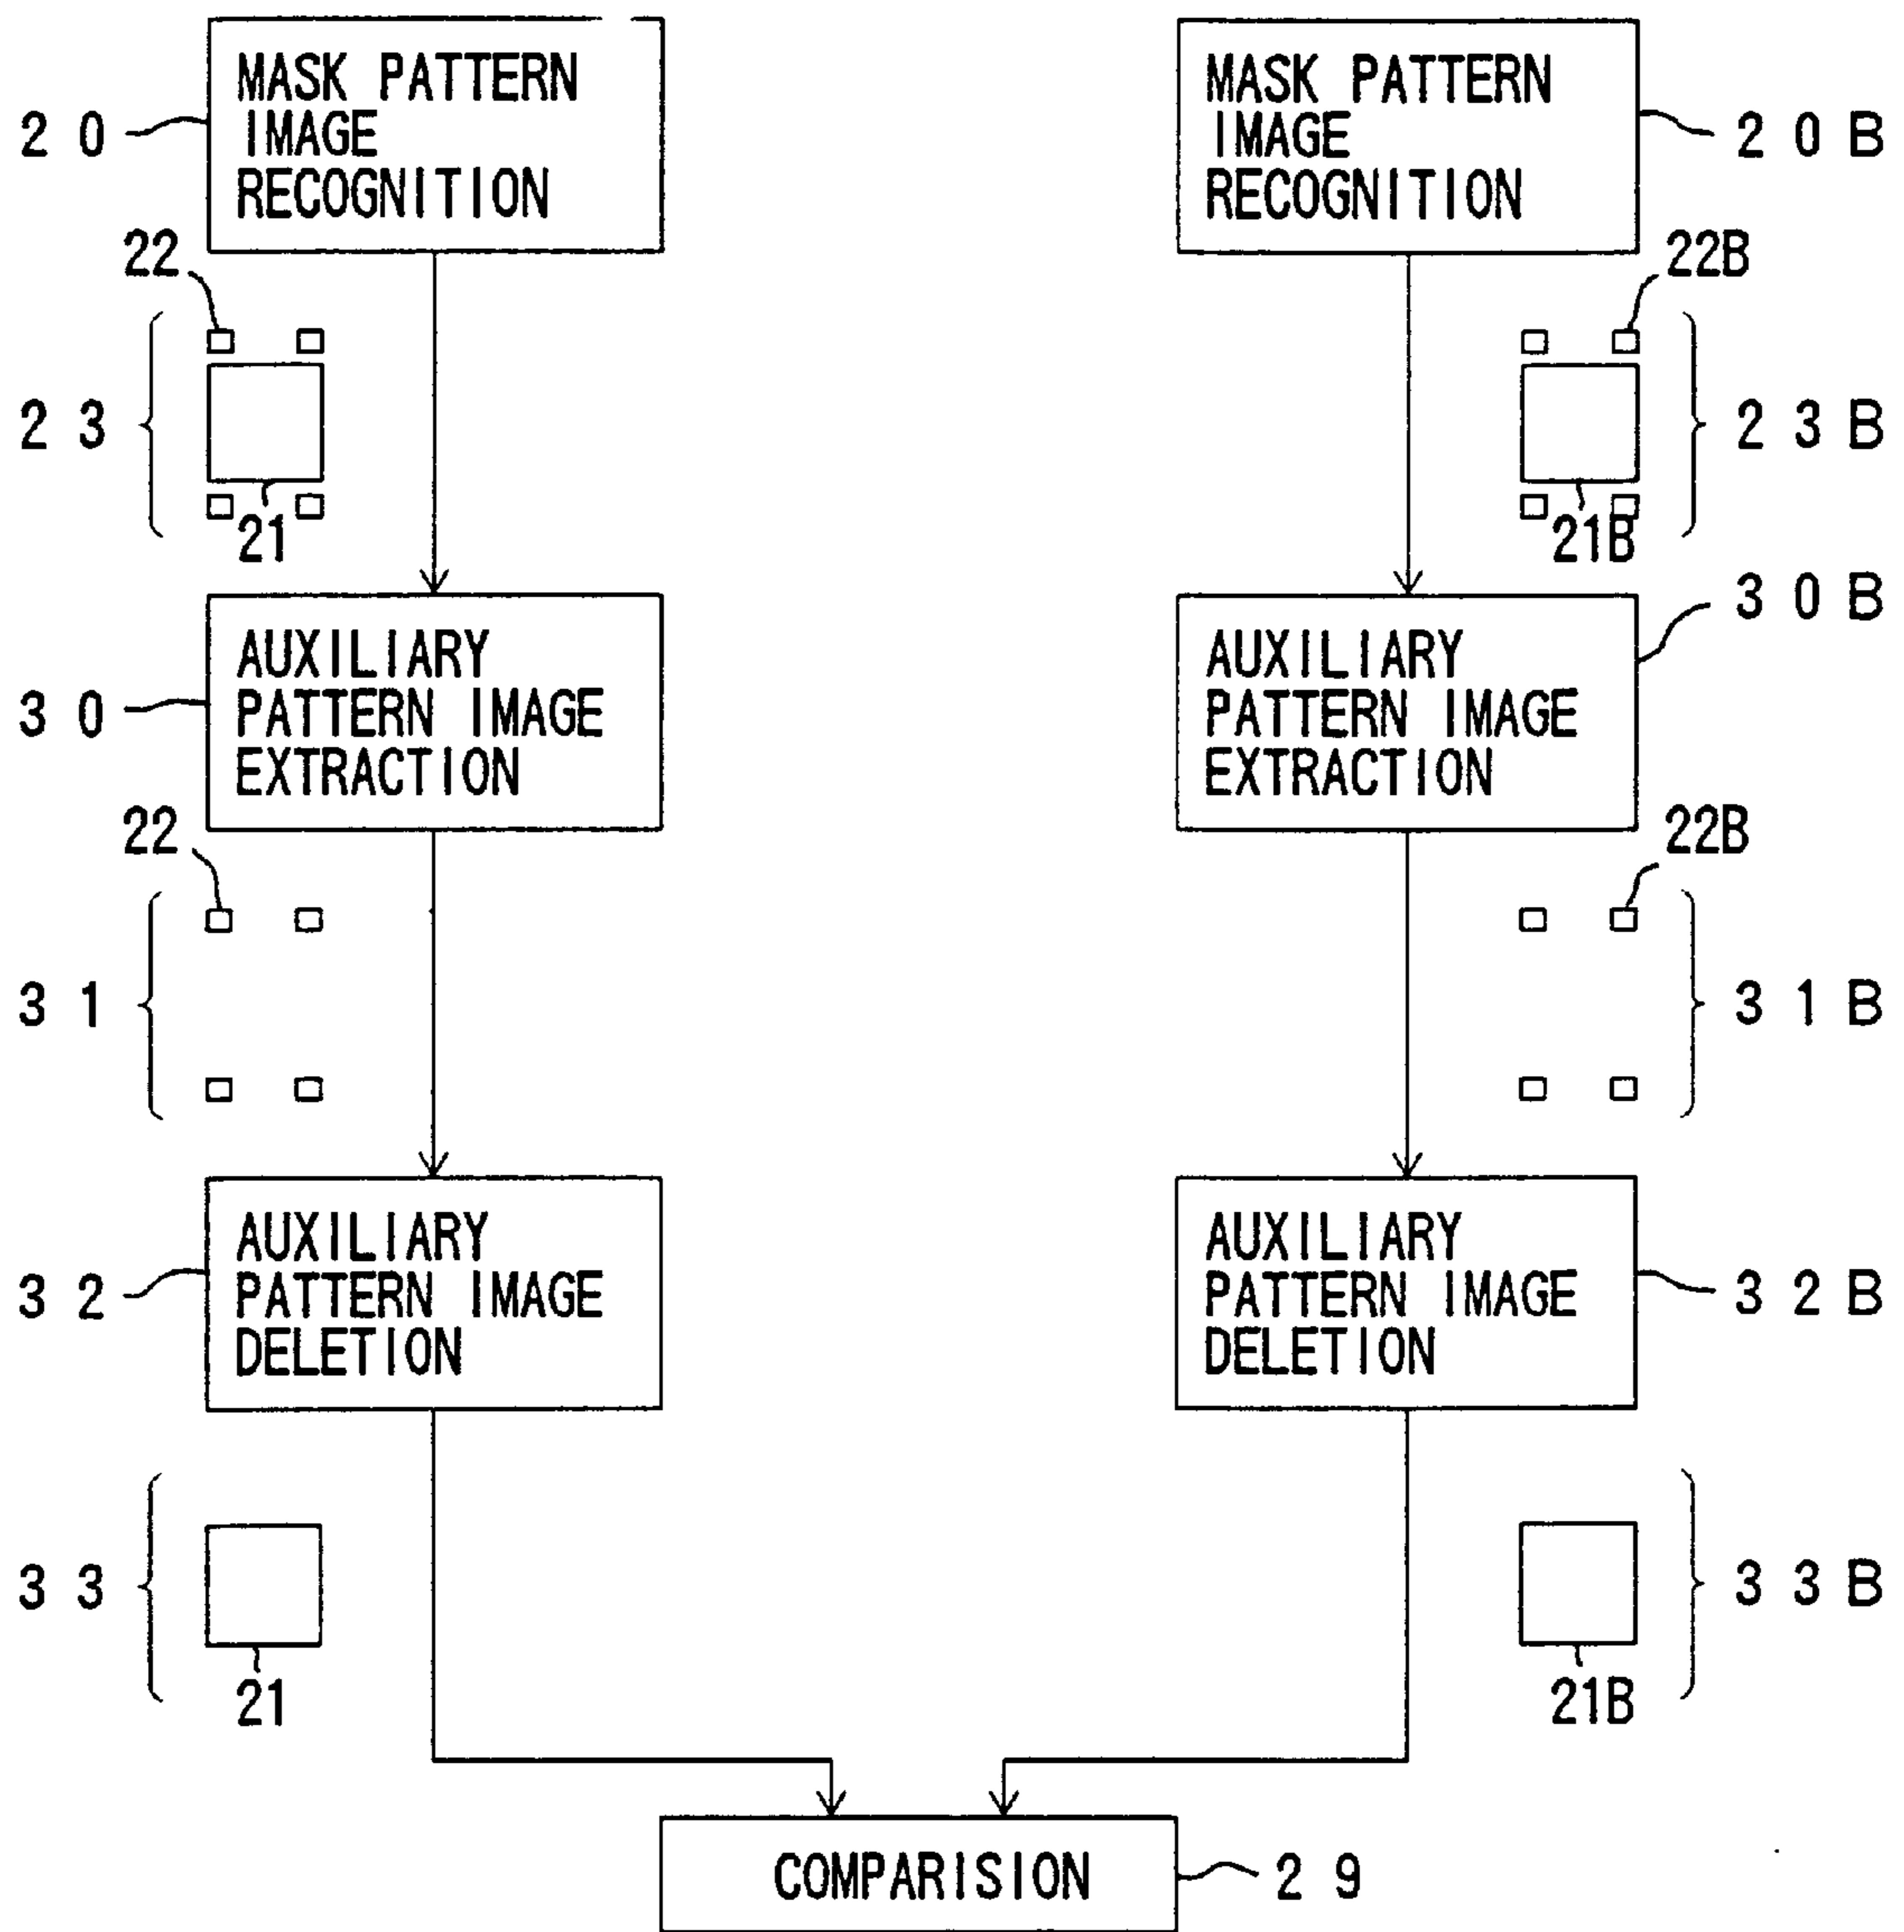 MASK PATTERN
IMAGE
RECOGNITION
20
MASK PATTERN
IMAGE
RECOGNITION
20B
22
23
21
22B
23B
21B
AUXILIARY
PATTERN IMAGE
EXTRACTION
30
AUXILIARY
PATTERN IMAGE
EXTRACTION
30B
22
31
22B
31B
AUXILIARY
PATTERN IMAGE
DELETION
32
AUXILIARY
PATTERN IMAGE
DELETION
32B
33
21
33B
21B
COMPARISION
29